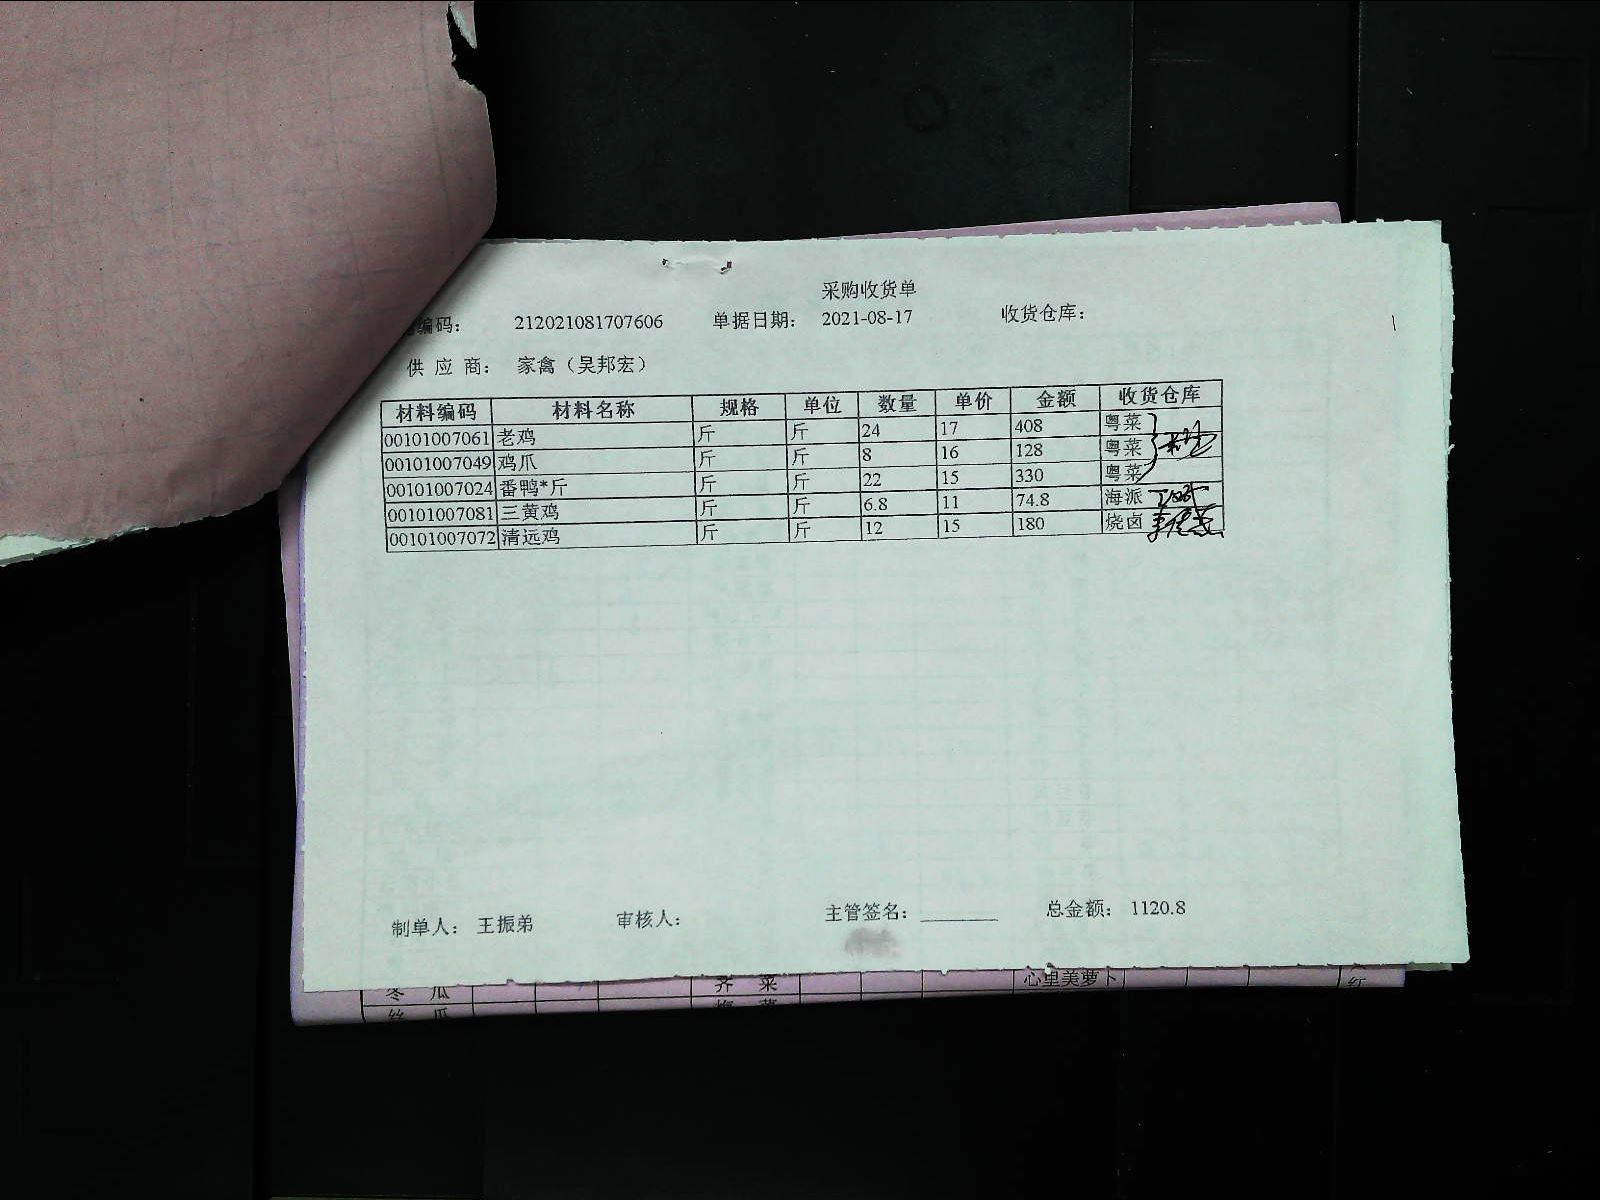 采购收货单
编码： 212021081707606 单据日期： 2021-08-17 收货仓库：
供 应 商： 家禽（吴邦宏）
材料编码 材料名称 规格 单位 数量 单价 金额 收货仓库
00101007061 老鸡 斤 斤 24 17 408 粤菜
00101007049 鸡爪 斤 斤 8 16 128 粤菜
00101007024 番鸭*斤 斤 斤 22 15 330 粤菜
00101007081 三黄鸡 斤 斤 6.8 11 74.8 海派
00101007072 清远鸡 斤 斤 12 15 180 烧卤
制单人： 王振弟 审核人： 主管签名： 总金额： 1120.8
冬 瓜 荠 菜 心里美萝卜 红
丝 瓜